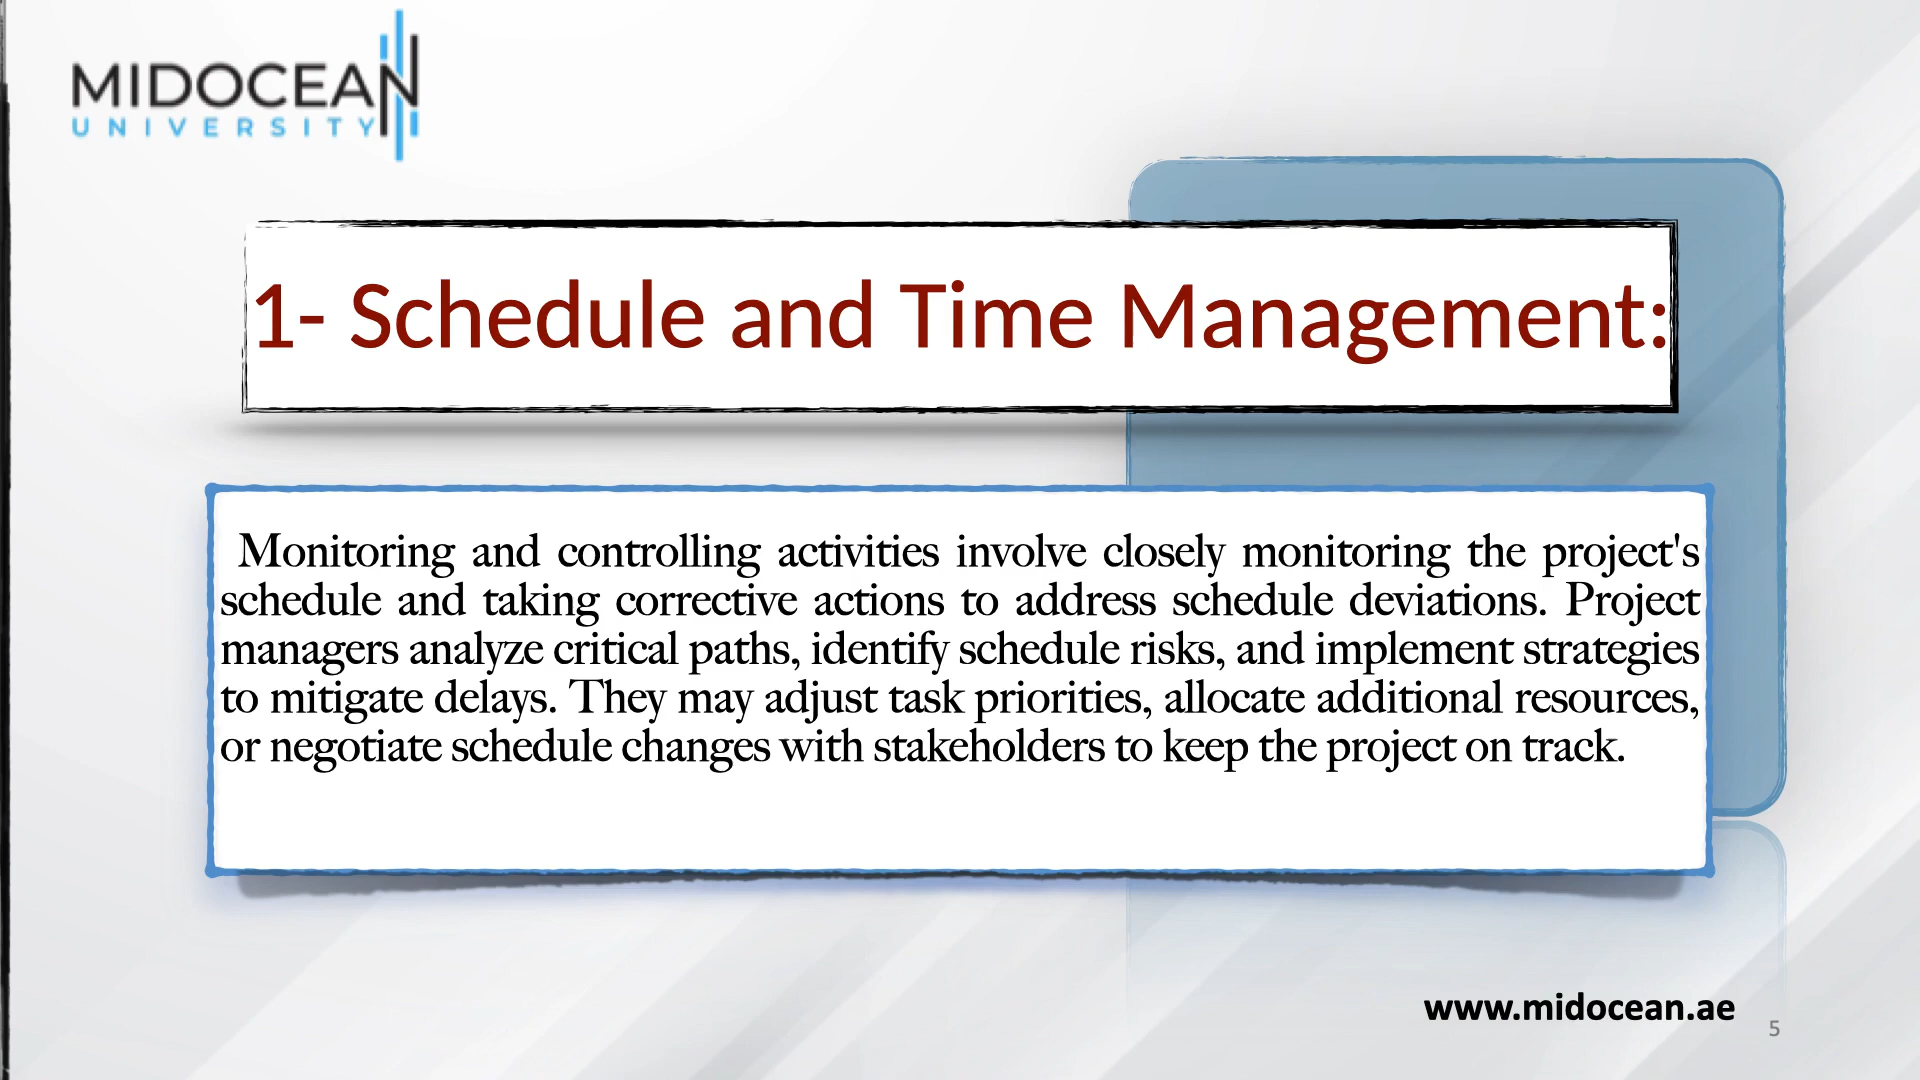 MIDOCEAN
UNIVERSITY
1- Schedule and Time Management:
Monitoring and controlling activities involve closely monitoring the project's
schedule and taking corrective actions to address schedule deviations. Project
managers analyze critical paths, identify schedule risks, and implement strategies
to mitigate delays. They may adjust task priorities, allocate additional resources,
or negotiate schedule changes with stakeholders to keep the project on track.
www.midocean.ae
5